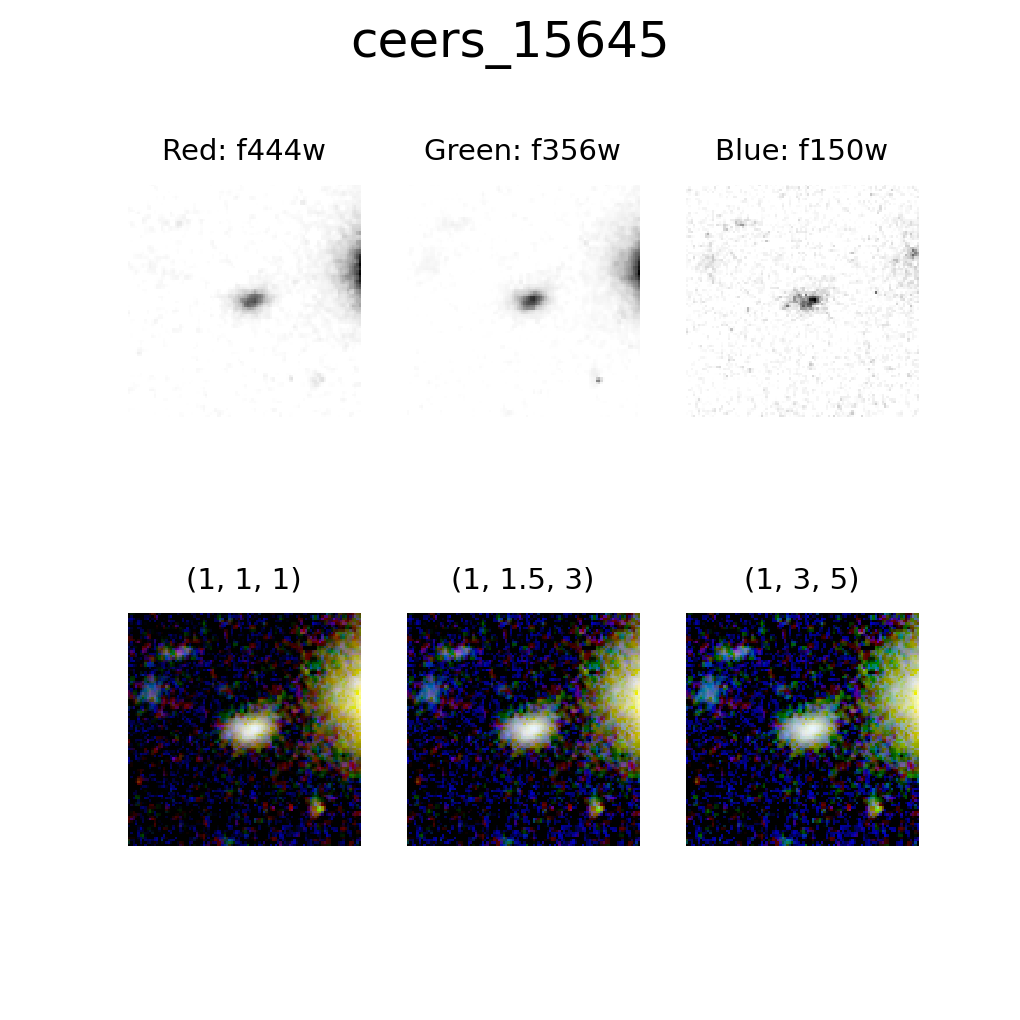 ceers_15645
Red: f444w
Green: f356w
Blue: f150w
(1, 1, 1)
(1, 1.5, 3)
(1, 3, 5)